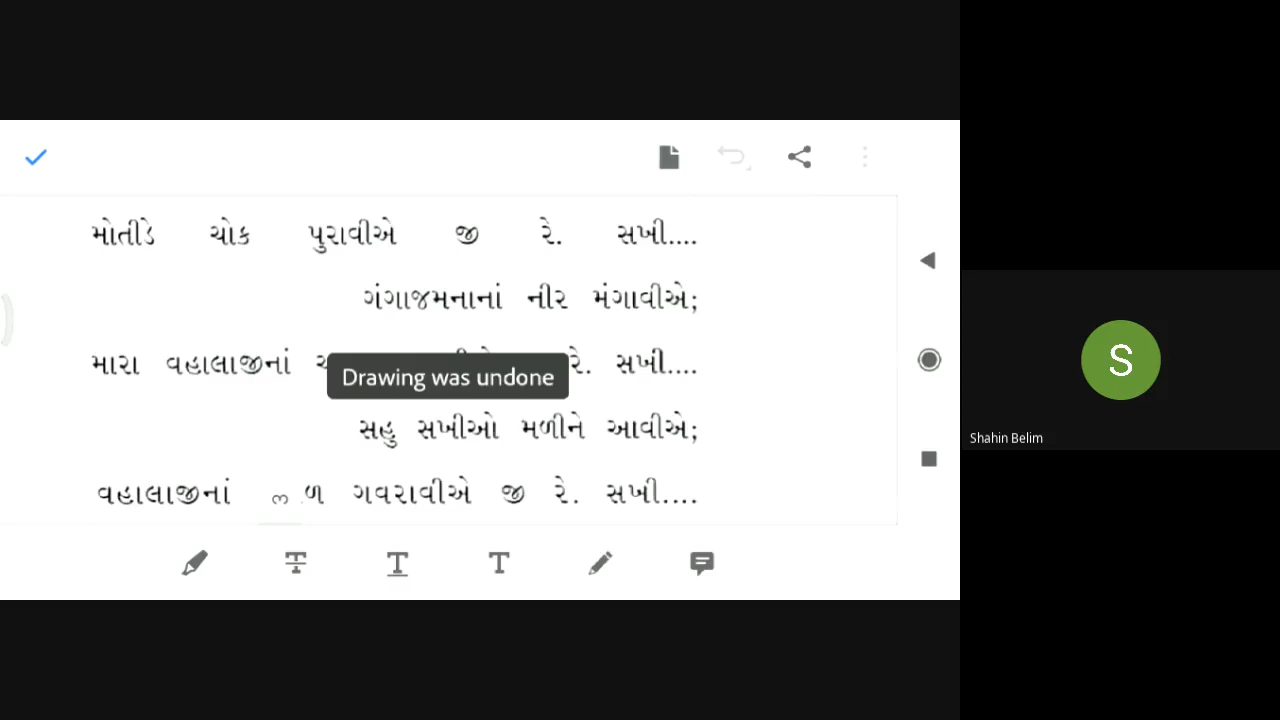 મોતીડે ચોક પુરાવીએ જી રે. સખી....
ગંગાજમનાનાં નીર મંગાવીએ;
મારા વહાલાજીનાં રે. સખી....
Drawing was undone
સહુ સખીઓ મળીને આવીએ;
વહાલાજીનાં ગવરાવીએ જી રે. સખી....
S
Shahin Belim